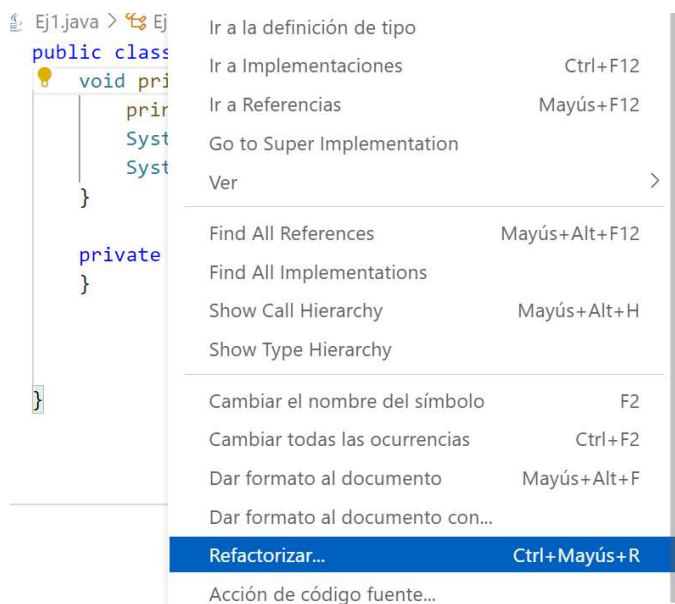 Ej1.java > Ej
public class
void pri
prin
Syst
Syst
}
private
}
}
Ir a la definición de tipo
Ir a Implementaciones Ctrl+F12
Ir a Referencias Mayús+F12
Go to Super Implementation
Ver >
Find All References Mayús+Alt+F12
Find All Implementations
Show Call Hierarchy Mayús+Alt+H
Show Type Hierarchy
Cambiar el nombre del símbolo F2
Cambiar todas las ocurrencias Ctrl+F2
Dar formato al documento Mayús+Alt+F
Dar formato al documento con...
Refactorizar... Ctrl+Mayús+R
Acción de código fuente...